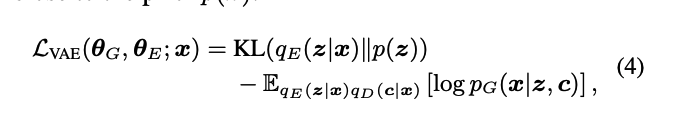 ℒ_VAE(θ_G, θ_E; x) = KL(q_E(z|x)‖p(z))
− 𝔼_{q_E(z|x)q_D(c|x)} [log p_G(x|z, c)] , (4)